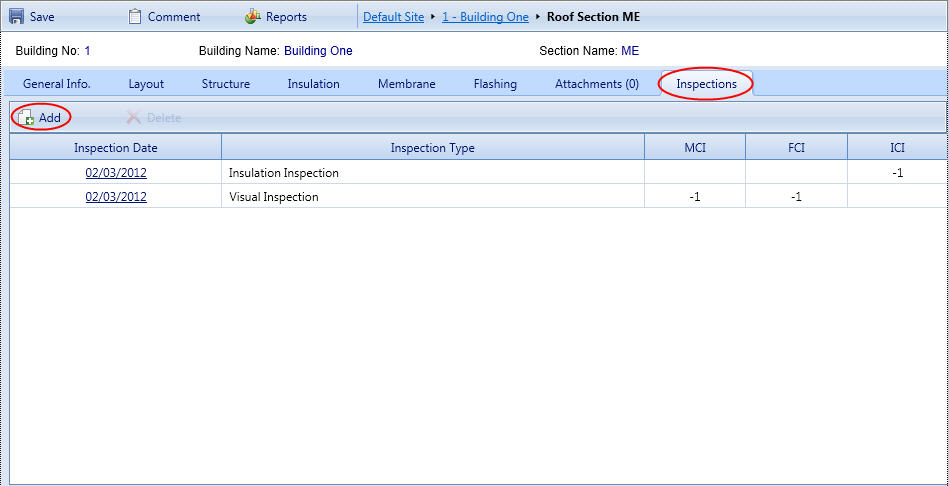 Save Comment Reports Default Site 1 - Building One Roof Section ME
Building No: 1 Building Name: Building One Section Name: ME
General Info. Layout Structure Insulation Membrane Flashing Attachments (0) Inspections
Add Delete
Inspection Date Inspection Type MCI FCI ICI
02/03/2012 Insulation Inspection -1
02/03/2012 Visual Inspection -1 -1